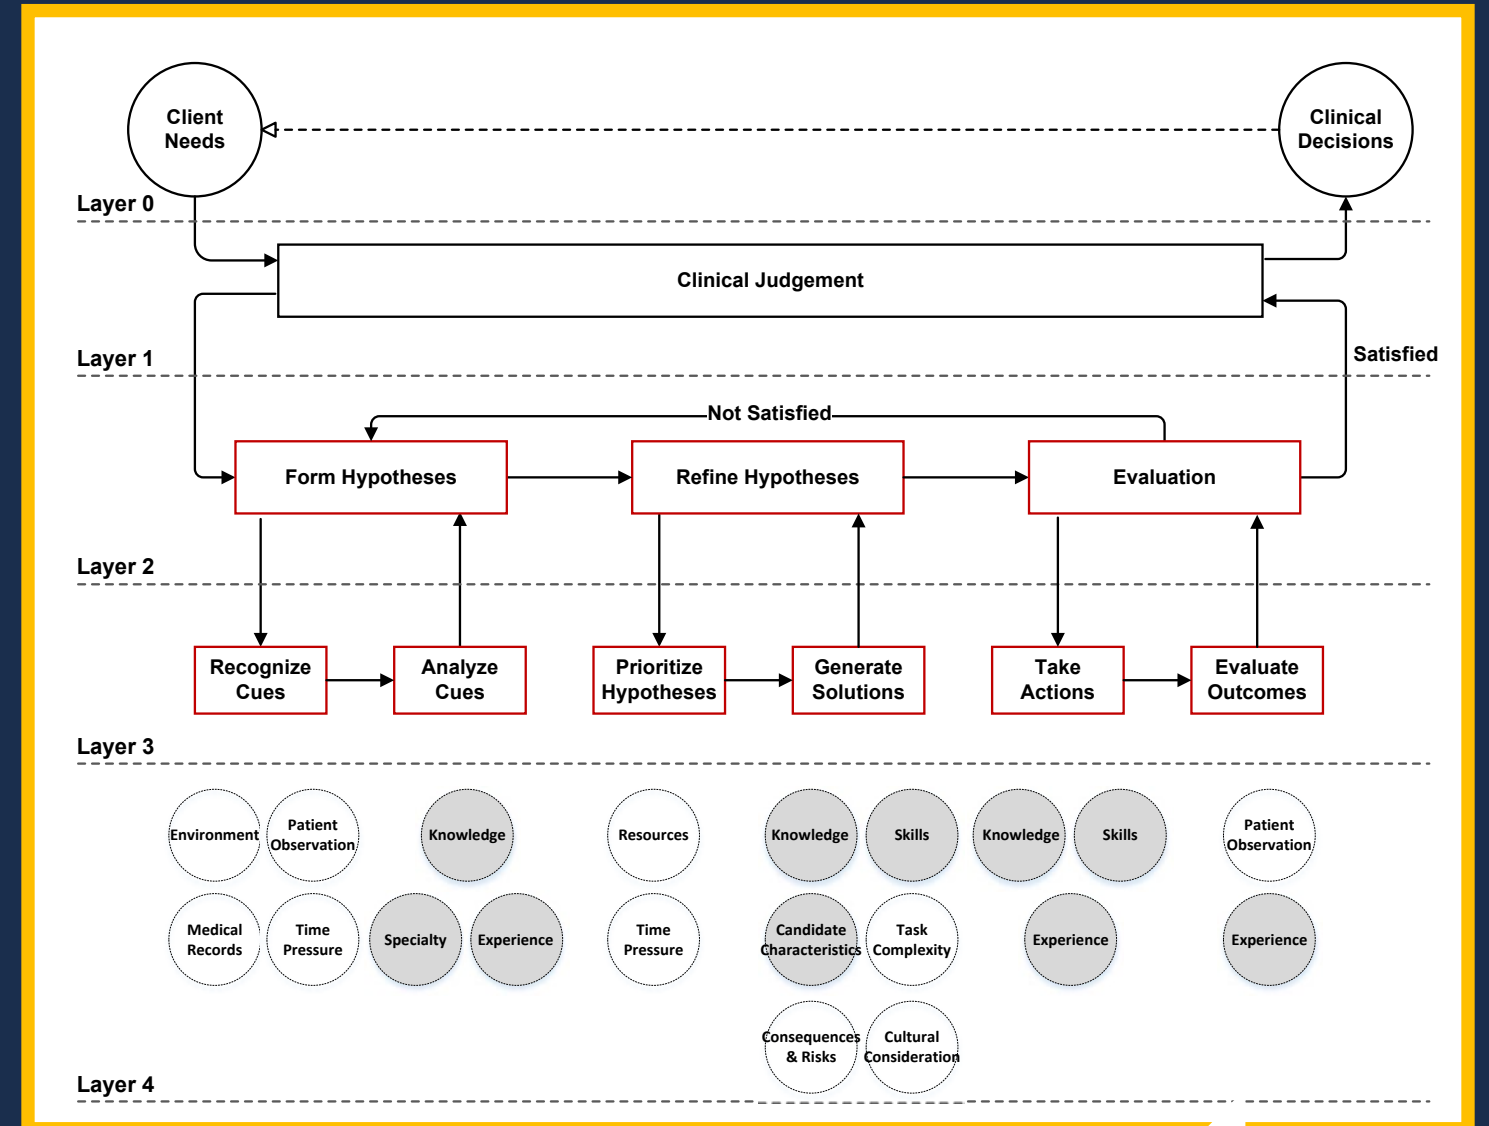 Client
Needs
Clinical
Decisions
Layer 0
Clinical Judgement
Layer 1
Satisfied
Not Satisfied
Form Hypotheses
Refine Hypotheses
Evaluation
Layer 2
Recognize
Cues
Analyze
Cues
Prioritize
Hypotheses
Generate
Solutions
Take
Actions
Evaluate
Outcomes
Layer 3
Environment
Patient
Observation
Knowledge
Resources
Knowledge
Skills
Knowledge
Skills
Patient
Observation
Medical
Records
Time
Pressure
Specialty
Experience
Time
Pressure
Candidate
Characteristics
Task
Complexity
Experience
Experience
Consequences
& Risks
Cultural
Consideration
Layer 4